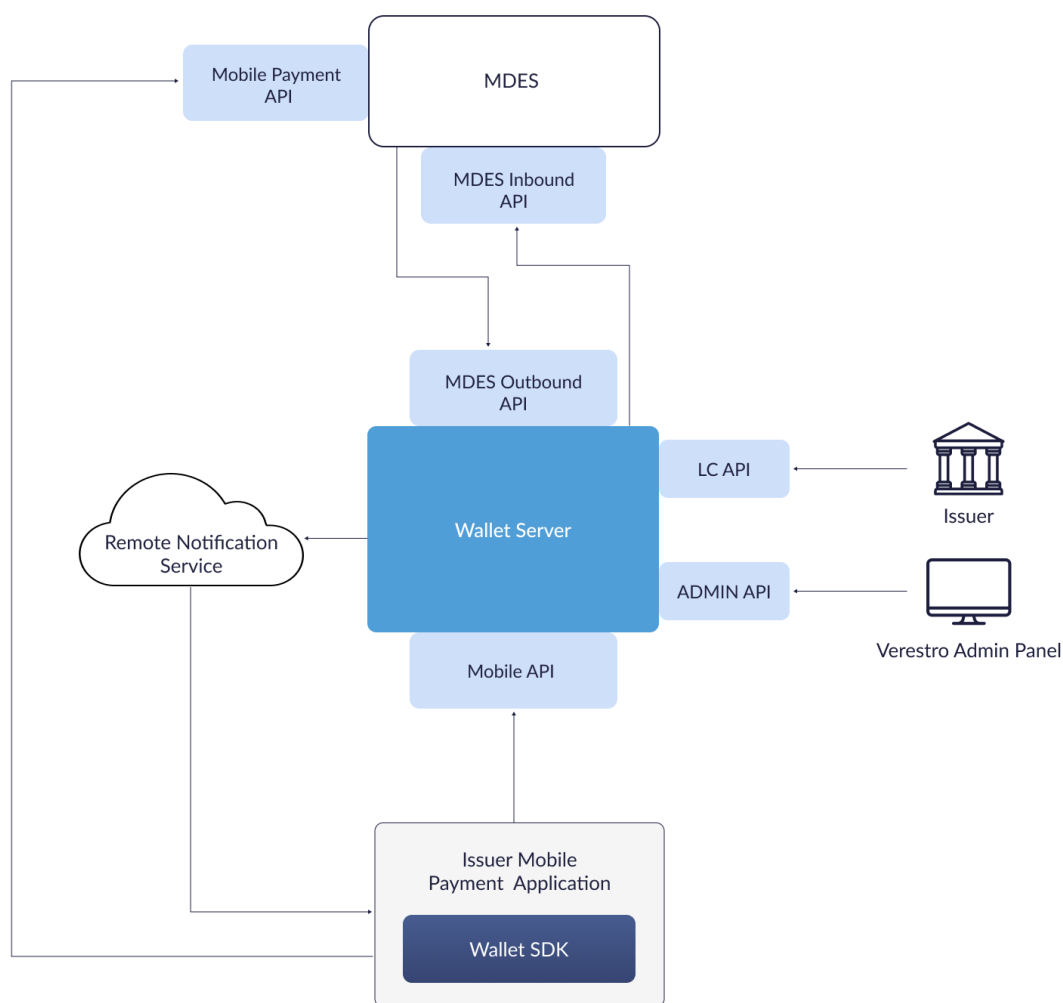 Mobile Payment
API
MDES
MDES Inbound
API
MDES Outbound
API
LC API
Issuer
Wallet Server
Remote Notification
Service
ADMIN API
Verestro Admin Panel
Mobile API
Issuer Mobile
Payment Application
Wallet SDK